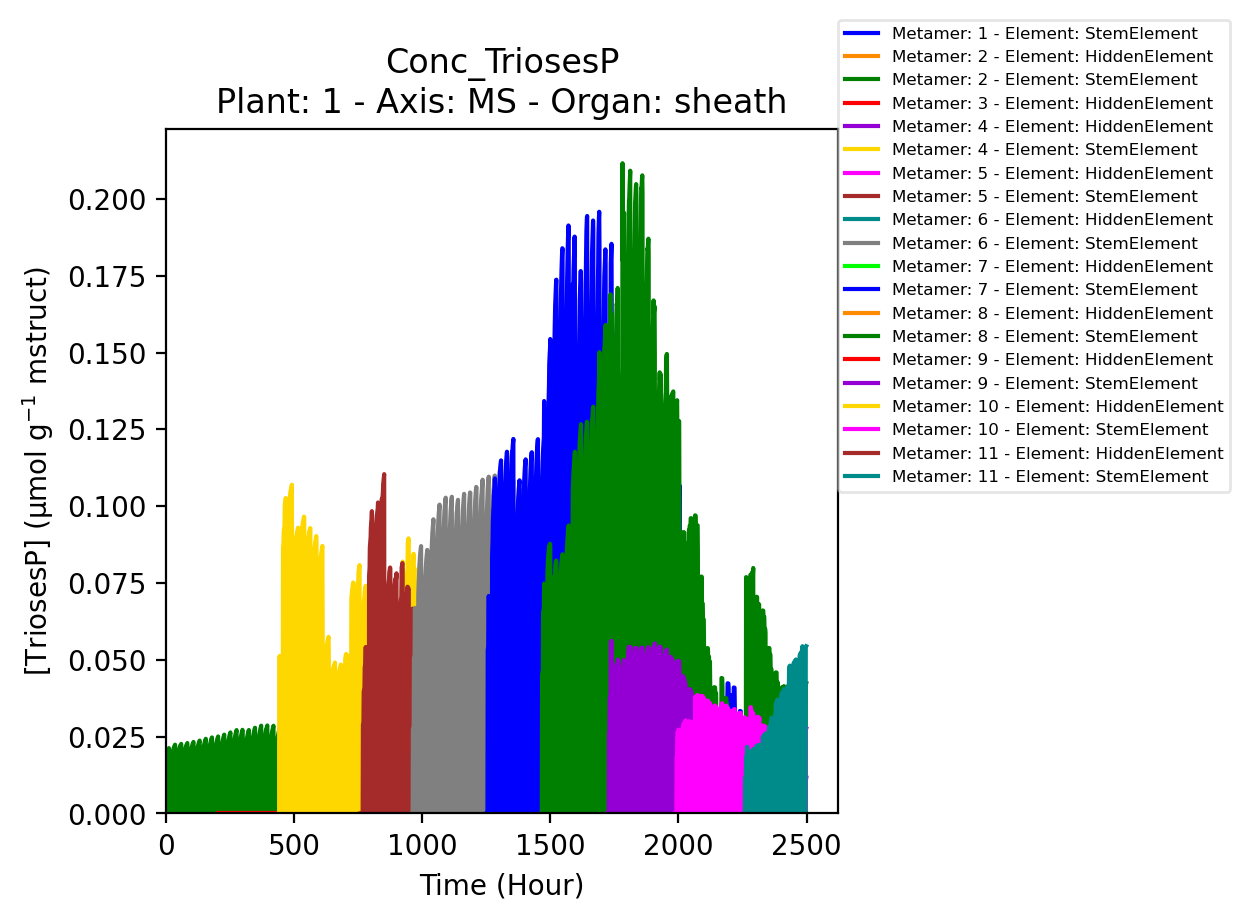 Conc_TriosesP
Plant: 1 - Axis: MS - Organ: sheath
[TriosesP] (µmol g⁻¹ mstruct)
0.200
0.175
0.150
0.125
0.100
0.075
0.050
0.025
0.000
0 500 1000 1500 2000 2500
Time (Hour)
Metamer: 1 - Element: StemElement
Metamer: 2 - Element: HiddenElement
Metamer: 2 - Element: StemElement
Metamer: 3 - Element: HiddenElement
Metamer: 4 - Element: HiddenElement
Metamer: 4 - Element: StemElement
Metamer: 5 - Element: HiddenElement
Metamer: 5 - Element: StemElement
Metamer: 6 - Element: HiddenElement
Metamer: 6 - Element: StemElement
Metamer: 7 - Element: HiddenElement
Metamer: 7 - Element: StemElement
Metamer: 8 - Element: HiddenElement
Metamer: 8 - Element: StemElement
Metamer: 9 - Element: HiddenElement
Metamer: 9 - Element: StemElement
Metamer: 10 - Element: HiddenElement
Metamer: 10 - Element: StemElement
Metamer: 11 - Element: HiddenElement
Metamer: 11 - Element: StemElement